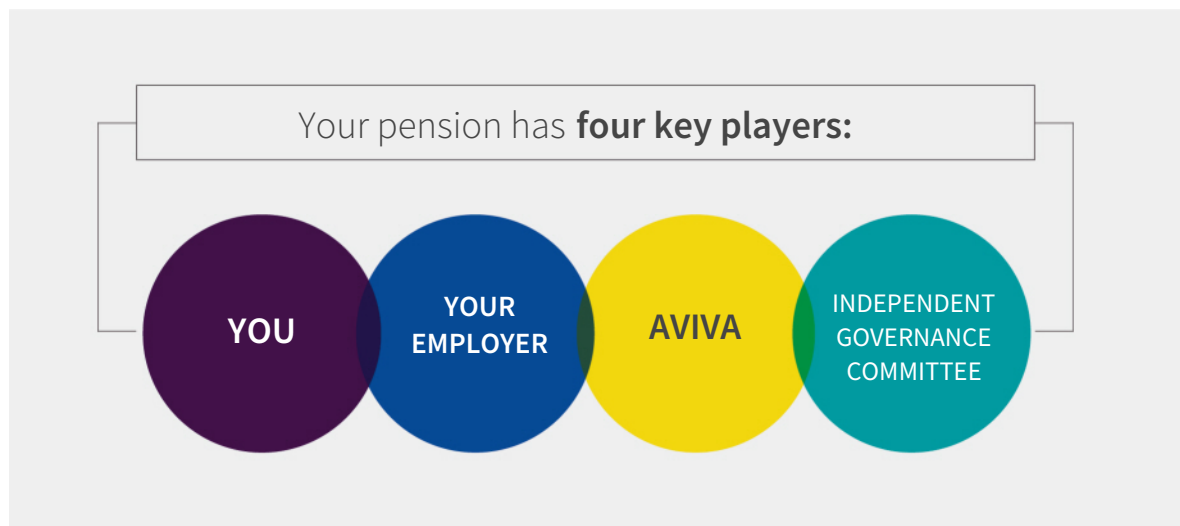 Your pension has four key players:
YOU
YOUR
EMPLOYER
AVIVA
INDEPENDENT
GOVERNANCE
COMMITTEE